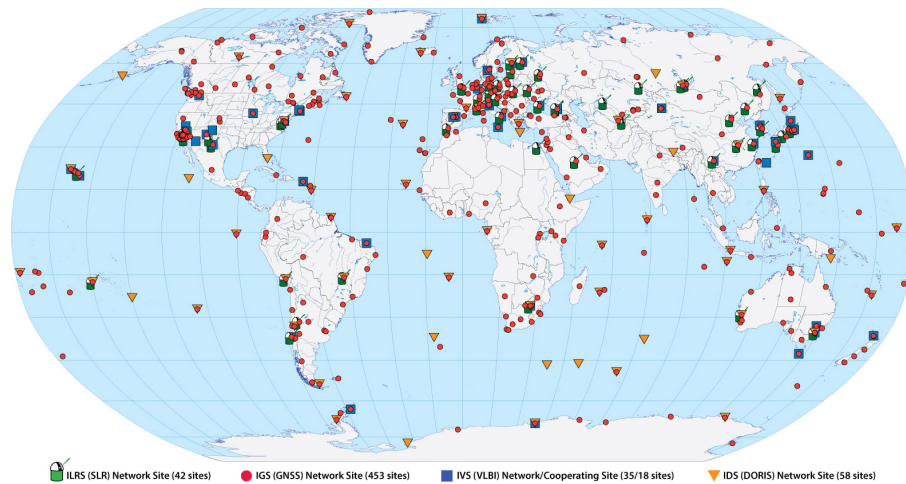 ILRS (SLR) Network Site (42 sites) IGS (GNSS) Network Site (453 sites) IVS (VLBI) Network/Cooperating Site (35/18 sites) IDS (DORIS) Network Site (58 sites)